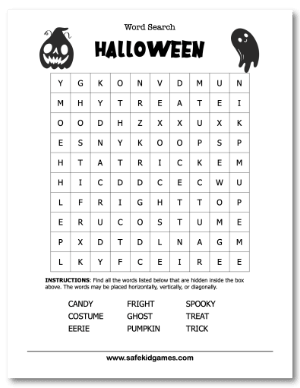 Word Search
HALLOWEEN
Y G K O N V D M U N
M H Y T R E A T E I
O O D H Z X X U X K
E S N Y K O O P S P
H T A T R I C K E M
H I C D D C E C W U
L F R I G H T T O P
E R U C O S T U M E
P X D T D L N A G M
L K Y F C E I R E E
INSTRUCTIONS: Find all the words listed below that are hidden inside the box
above. The words may be placed horizontally, vertically, or diagonally.
CANDY FRIGHT SPOOKY
COSTUME GHOST TREAT
EERIE PUMPKIN TRICK
www.safekidgames.com